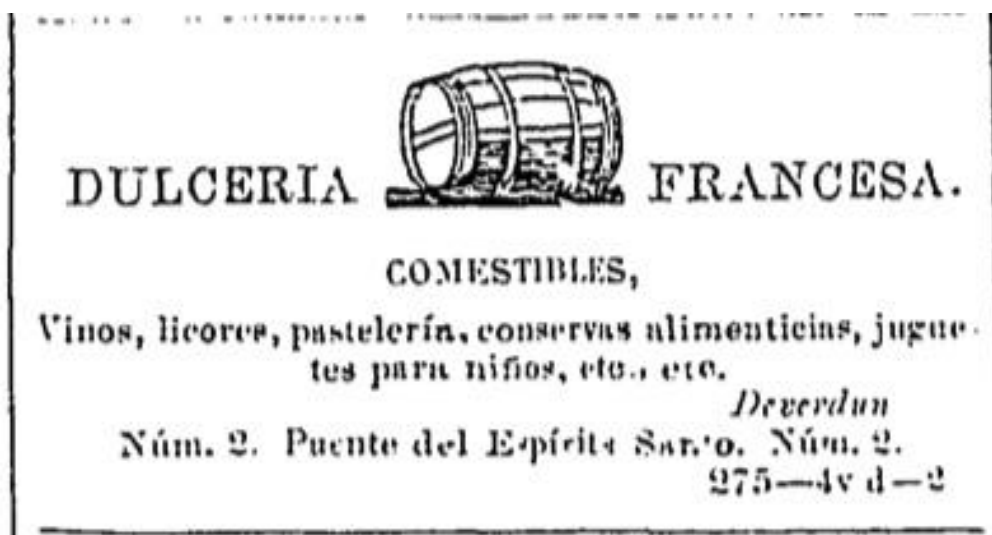 DULCERIA FRANCESA.
COMESTIBLES,
Vinos, licores, pastelería, conservas alimenticias, jugue-
tes para niños, etc., etc.
Deverdun
Núm. 2. Puente del Espíritu Santo. Núm. 2.
275—4v d—2